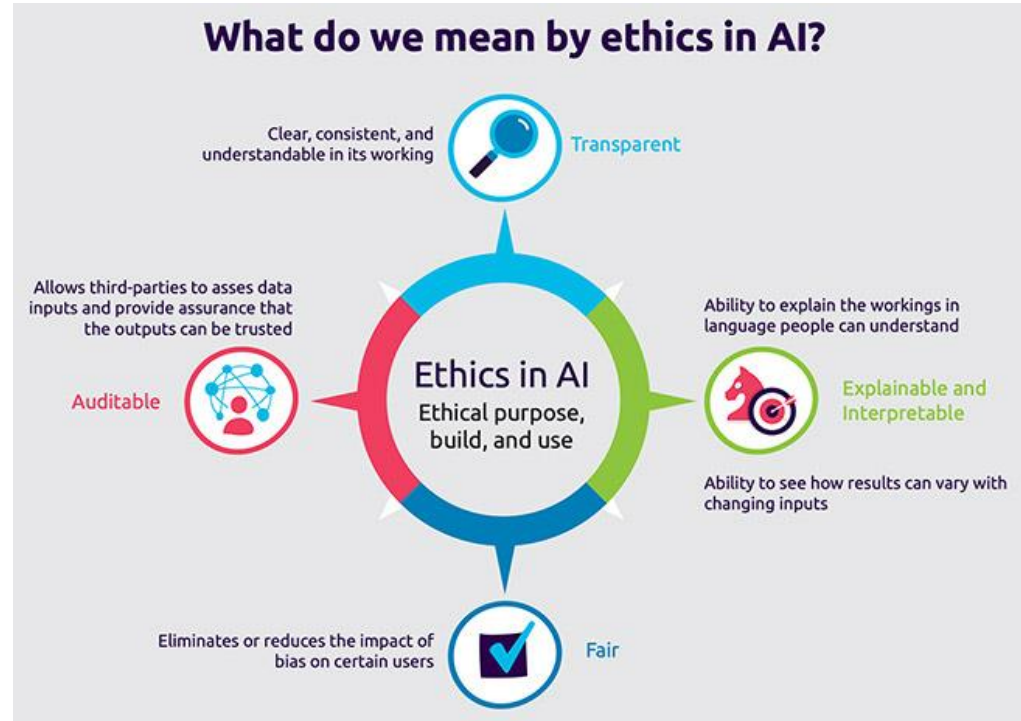 What do we mean by ethics in AI?
Clear, consistent, and
understandable in its working
Transparent
Allows third-parties to asses data
inputs and provide assurance that
the outputs can be trusted
Auditable
Ethics in AI
Ethical purpose,
build, and use
Ability to explain the workings in
language people can understand
Explainable and
Interpretable
Ability to see how results can vary with
changing inputs
Eliminates or reduces the impact of
bias on certain users
Fair